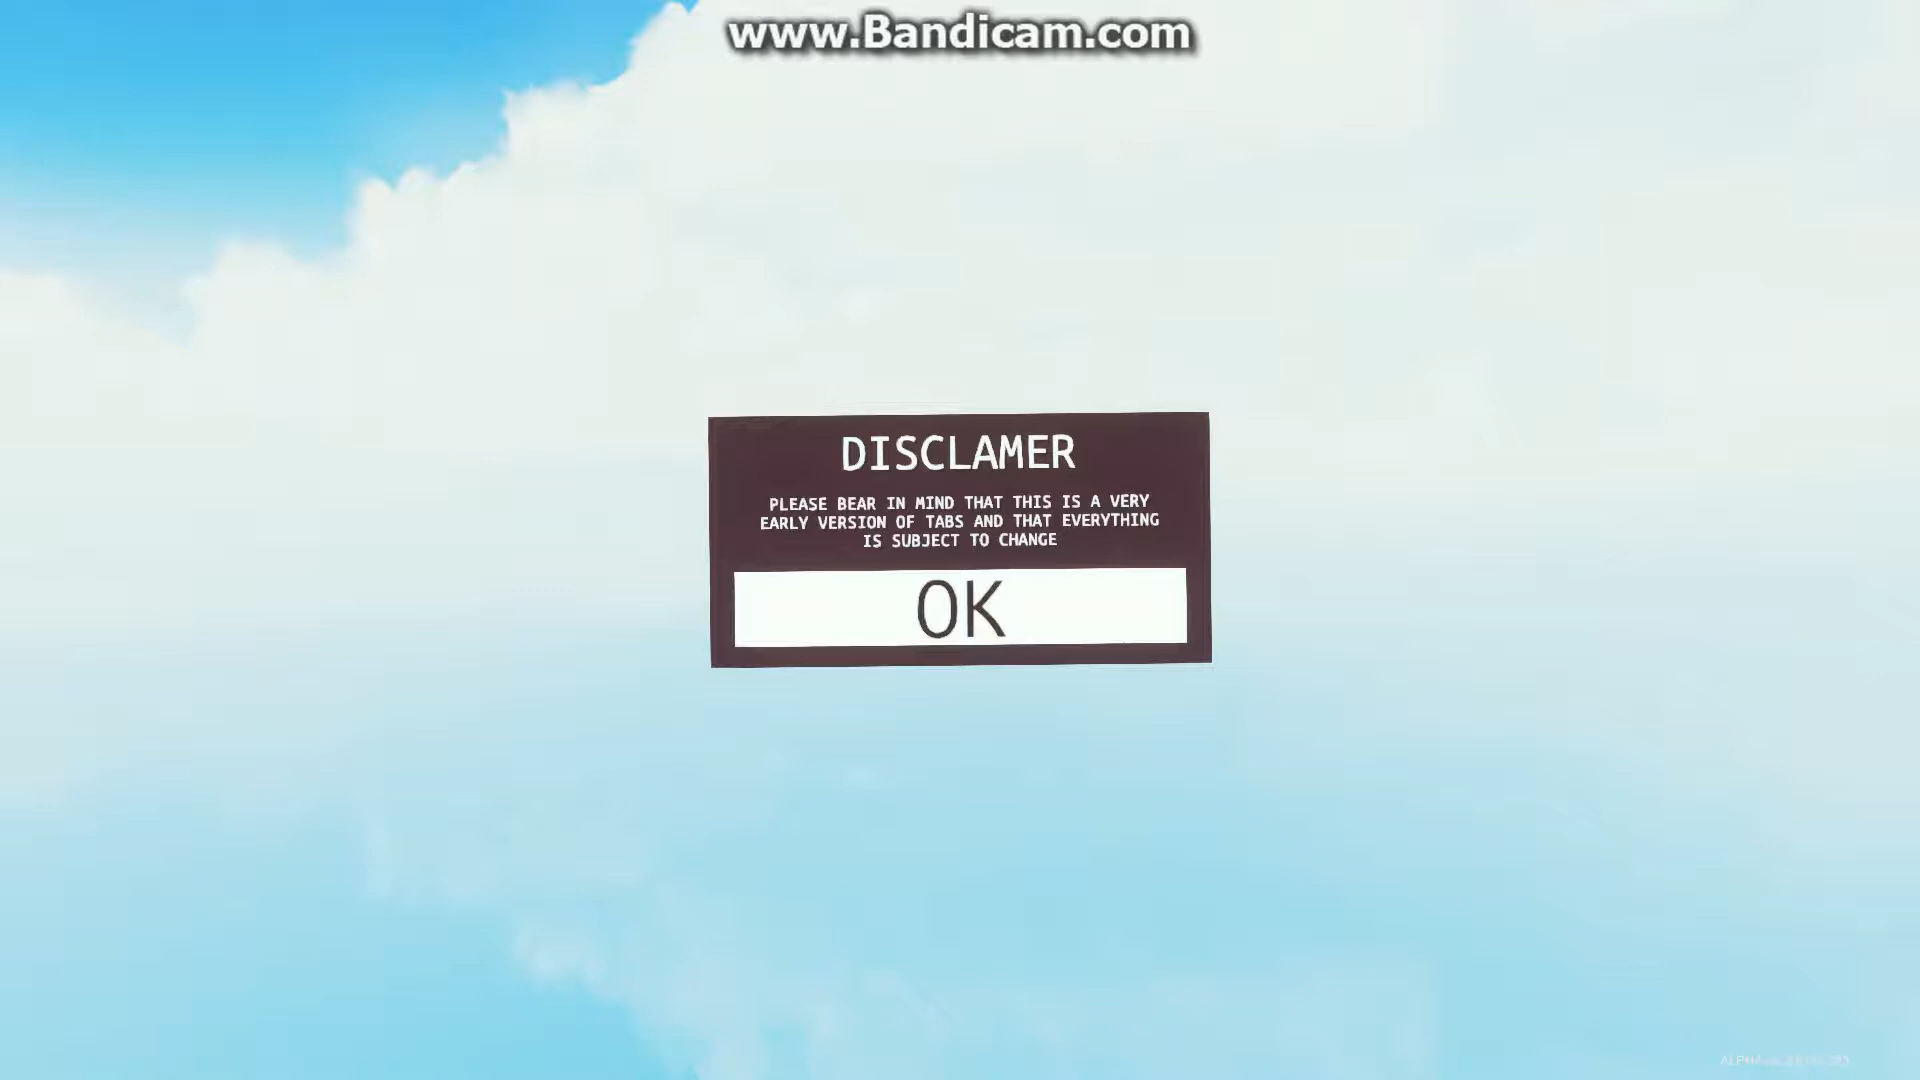 www.Bandicam.com
DISCLAMER
PLEASE BEAR IN MIND THAT THIS IS A VERY
EARLY VERSION OF TABS AND THAT EVERYTHING
IS SUBJECT TO CHANGE
OK